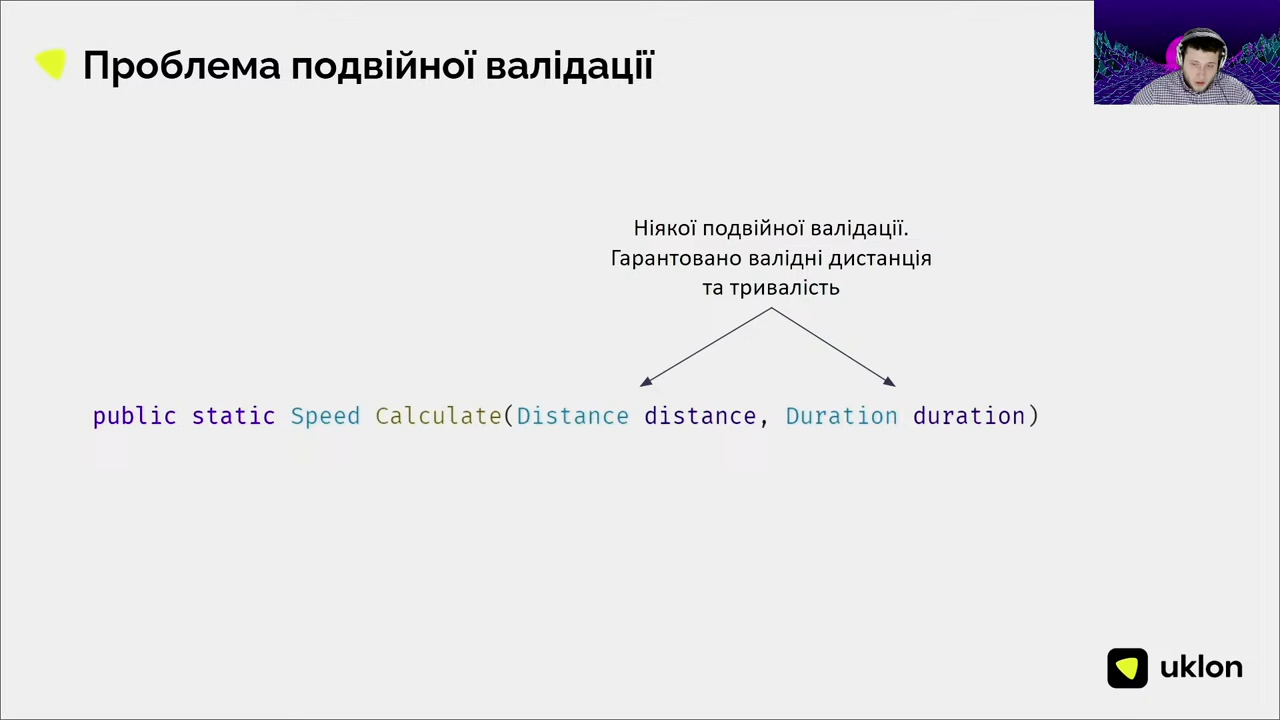 Проблема подвійної валідації
Ніякої подвійної валідації.
Гарантовано валідні дистанція
та тривалість
public static Speed Calculate(Distance distance, Duration duration)
uklon